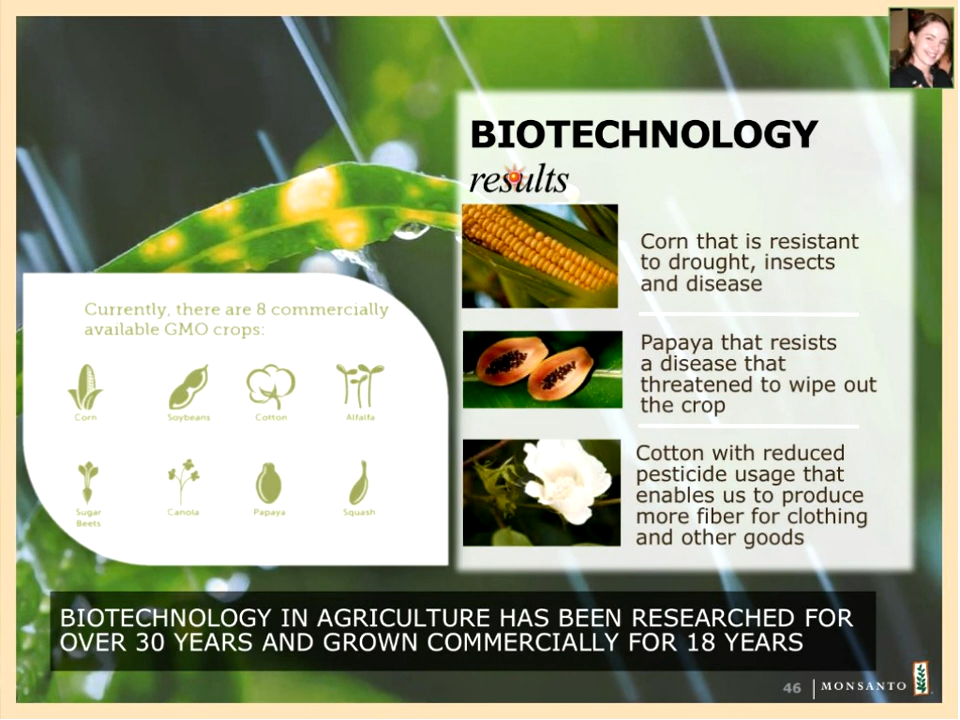 BIOTECHNOLOGY
results
Currently, there are 8 commercially
available GMO crops:
Corn
Soybeans
Cotton
Alfalfa
Sugar
Beets
Canola
Papaya
Squash
Corn that is resistant
to drought, insects
and disease
Papaya that resists
a disease that
threatened to wipe out
the crop
Cotton with reduced
pesticide usage that
enables us to produce
more fiber for clothing
and other goods
BIOTECHNOLOGY IN AGRICULTURE HAS BEEN RESEARCHED FOR
OVER 30 YEARS AND GROWN COMMERCIALLY FOR 18 YEARS
46
MONSANTO